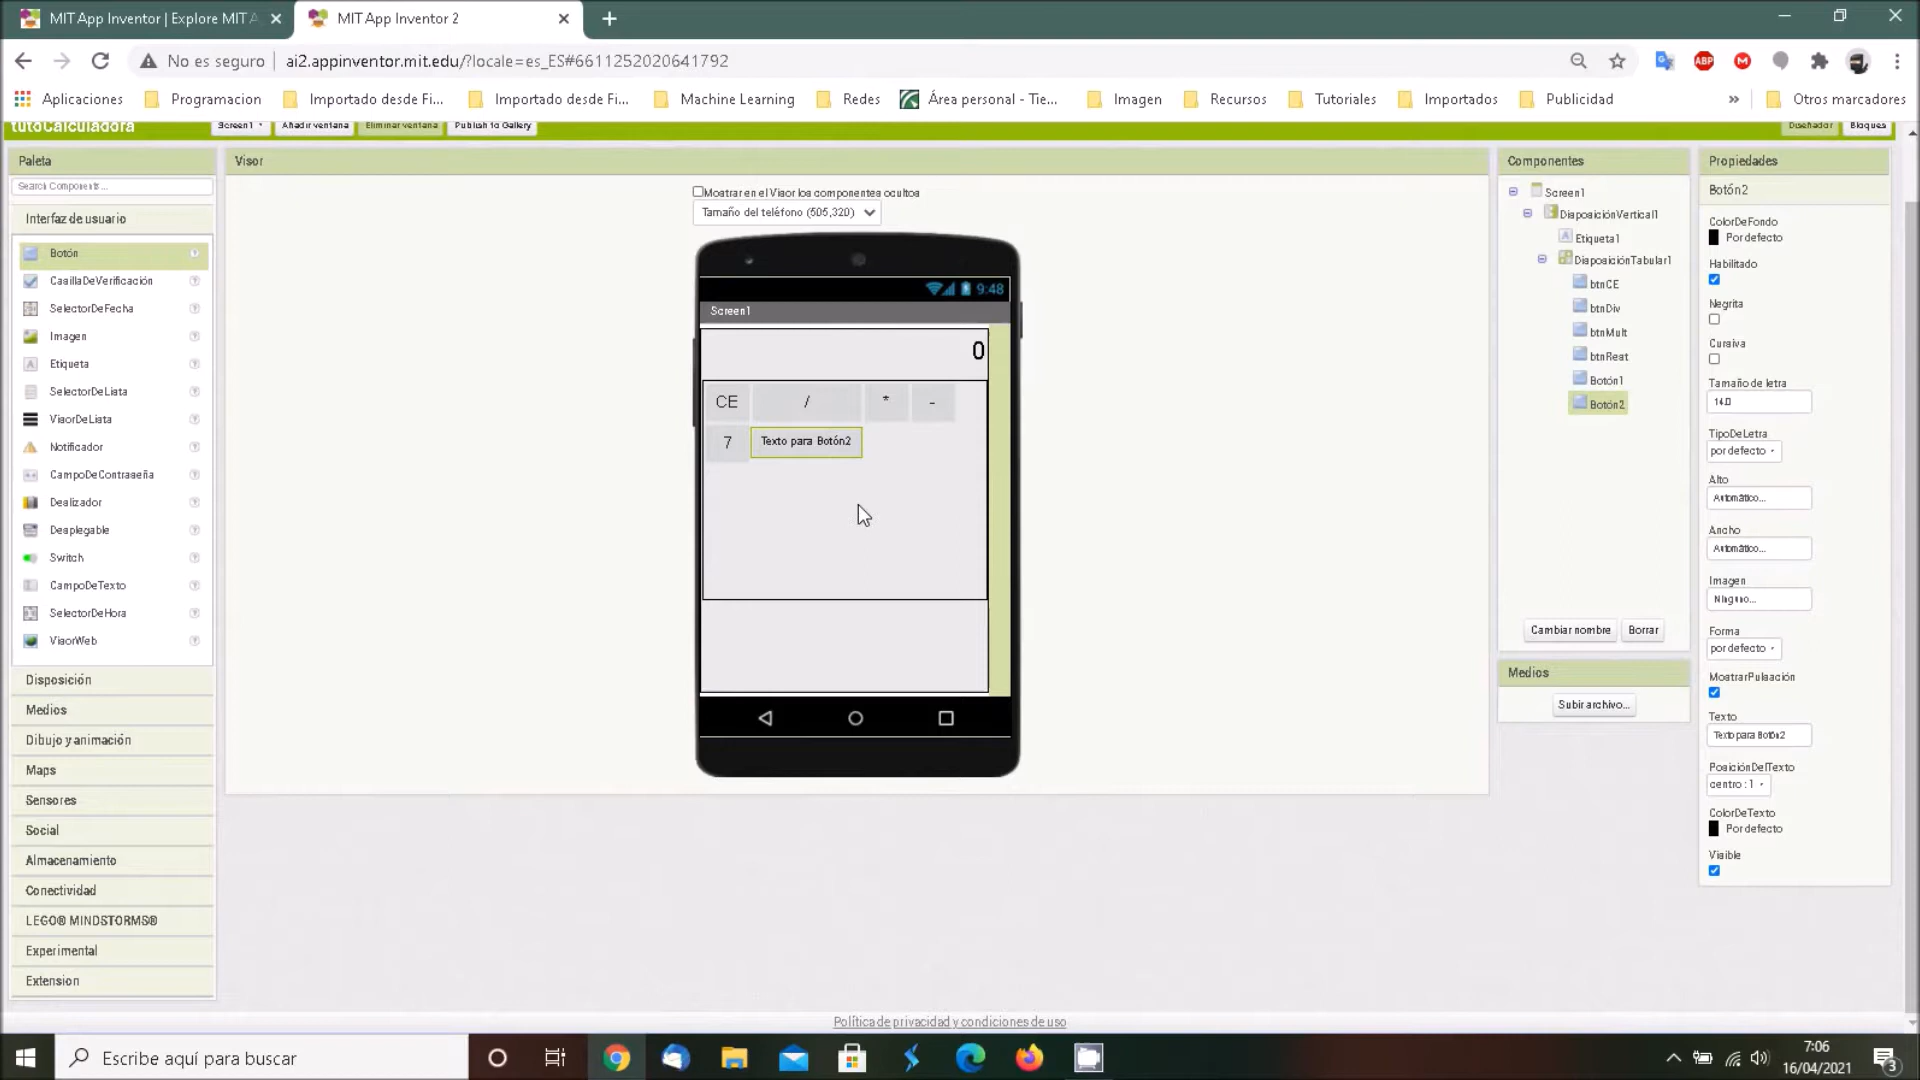 MIT App Inventor | Explore MIT A
MIT App Inventor 2
No es seguro
ai2.appinventor.mit.edu/?locale=es_ES#6611252020641792
ABP
Aplicaciones
Programacion
Importado desde Fi...
Importado desde Fi...
Machine Learning
Redes
Área personal - Tie...
Imagen
Recursos
Tutoriales
Importados
Publicidad
»
Otros marcadores
tutoCalculadora
Screen1
Añadir ventana
Eliminar ventana
Publish to Gallery
Diseñador
Bloques
Paleta
Search Components...
Interfaz de usuario
Botón
CasillaDeVerificación
SelectorDeFecha
Imagen
Etiqueta
SelectorDeLista
VisorDeLista
Notificador
CampoDeContraseña
Deslizador
Desplegable
Switch
CampoDeTexto
SelectorDeHora
VisorWeb
Disposición
Medios
Dibujo y animación
Maps
Sensores
Social
Almacenamiento
Conectividad
LEGO® MINDSTORMS®
Experimental
Extension
Visor
Mostrar en el Visor los componentes ocultos
Tamaño del teléfono (505,320)
9:48
Screen1
0
CE
/
*
-
7
Texto para Botón2
Componentes
Screen1
DisposiciónVertical1
Etiqueta1
DisposiciónTabular1
btnCE
btnDiv
btnMult
btnRest
Botón1
Botón2
Cambiar nombre
Borrar
Medios
Subir archivo...
Propiedades
Botón2
ColorDeFondo
Por defecto
Habilitado
Negrita
Cursiva
Tamaño de letra
14.0
TipoDeLetra
por defecto
Alto
Automático...
Ancho
Automático...
Imagen
Ninguno...
Forma
por defecto
MostrarPulsación
Texto
Texto para Botón2
PosiciónDelTexto
centro : 1
ColorDeTexto
Por defecto
Visible
Política de privacidad y condiciones de uso
Escribe aquí para buscar
7:06
16/04/2021
3